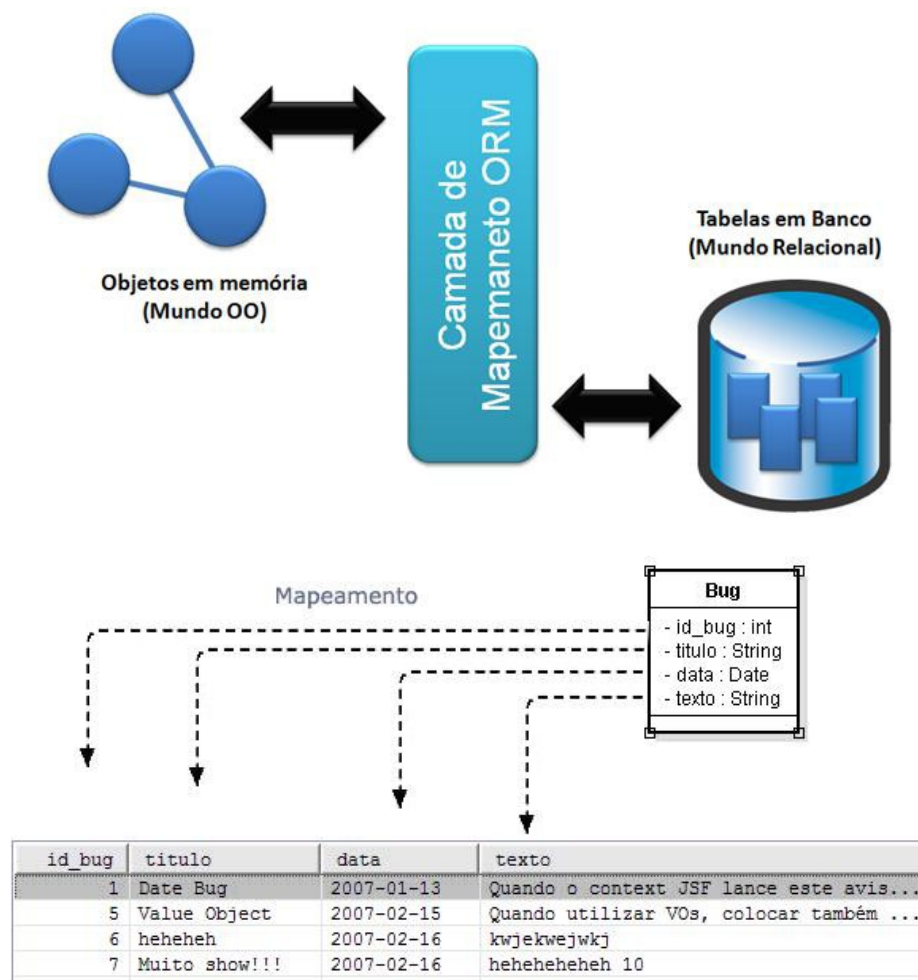 Camada de
Mapemaneto ORM
Objetos em memória
(Mundo OO)
Tabelas em Banco
(Mundo Relacional)
Mapeamento
Bug
- id_bug : int
- titulo : String
- data : Date
- texto : String
id_bug titulo data texto
1 Date Bug 2007-01-13 Quando o context JSF lance este avis...
5 Value Object 2007-02-15 Quando utilizar VOs, colocar também ...
6 heheheh 2007-02-16 kwjekwejwkj
7 Muito show!!! 2007-02-16 heheheheheh 10